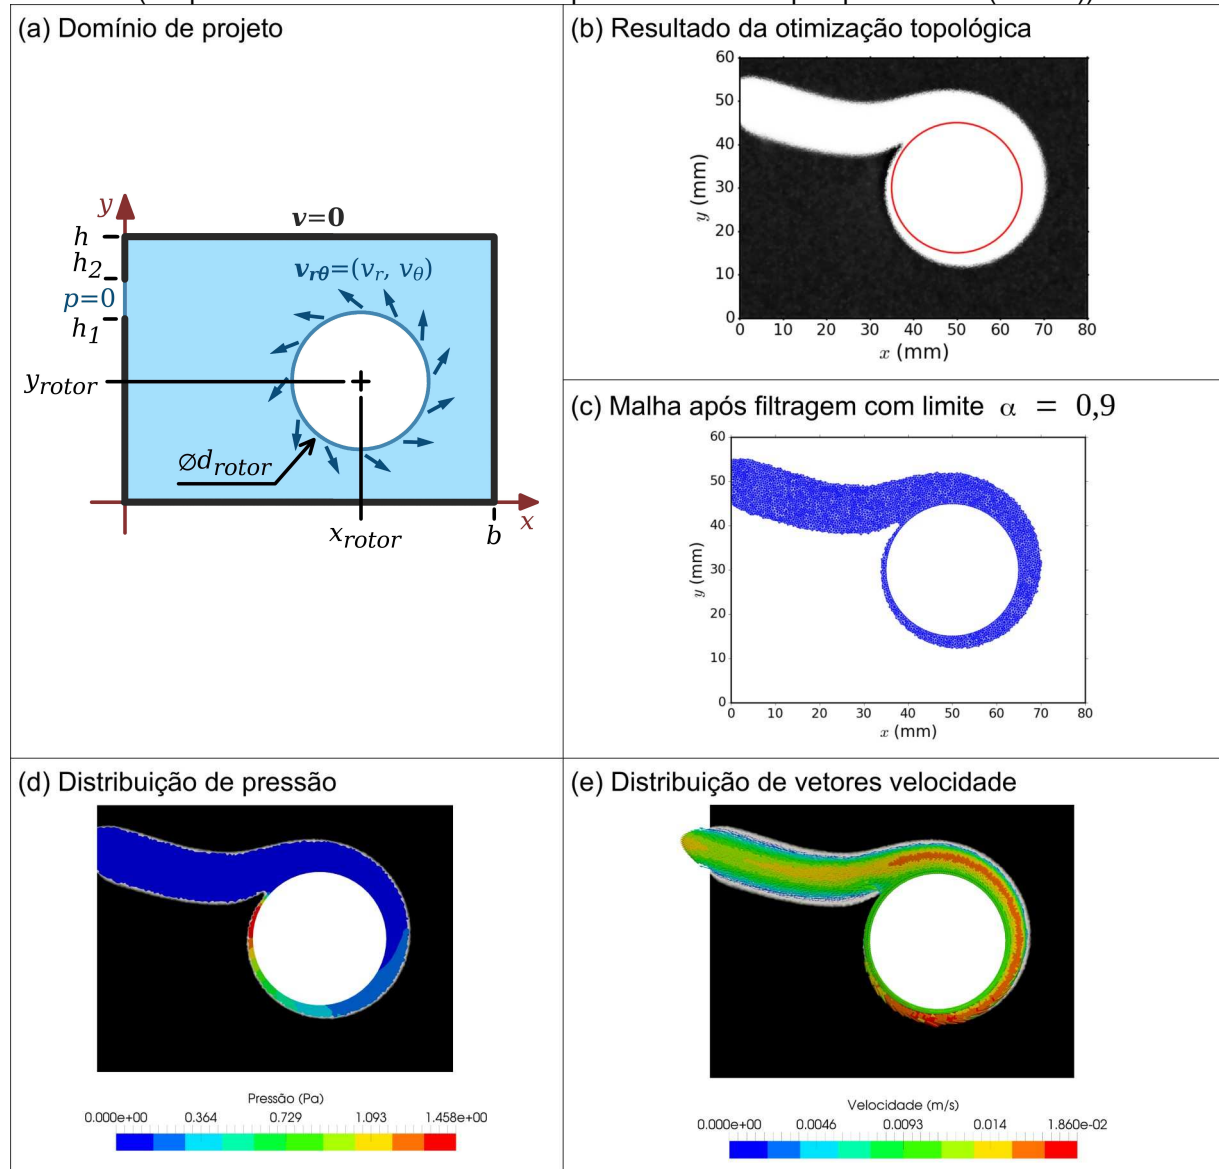 (a) Domínio de projeto
y
v=0
h
h2
vrθ=(vr, vθ)
p=0
h1
yrotor
∅drotor
xrotor
b
x
(b) Resultado da otimização topológica
60
50
40
30
20
10
0
y (mm)
0 10 20 30 40 50 60 70 80
x (mm)
(c) Malha após filtragem com limite α = 0,9
60
50
40
30
20
10
0
y (mm)
0 10 20 30 40 50 60 70 80
x (mm)
(d) Distribuição de pressão
Pressão (Pa)
0.000e+00 0.364 0.729 1.093 1.458e+00
(e) Distribuição de vetores velocidade
Velocidade (m/s)
0.000e+00 0.0046 0.0093 0.014 1.860e-02